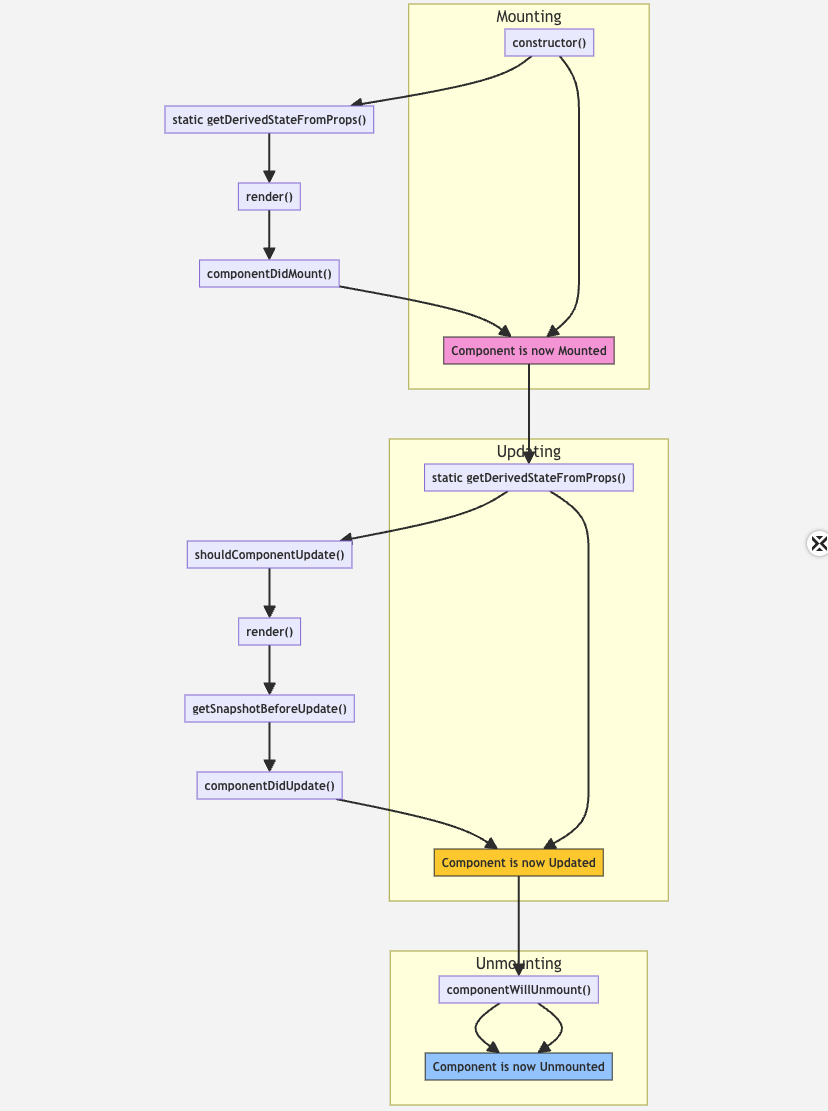 Mounting
constructor()
static getDerivedStateFromProps()
render()
componentDidMount()
Component is now Mounted
Updating
static getDerivedStateFromProps()
shouldComponentUpdate()
render()
getSnapshotBeforeUpdate()
componentDidUpdate()
Component is now Updated
Unmounting
componentWillUnmount()
Component is now Unmounted